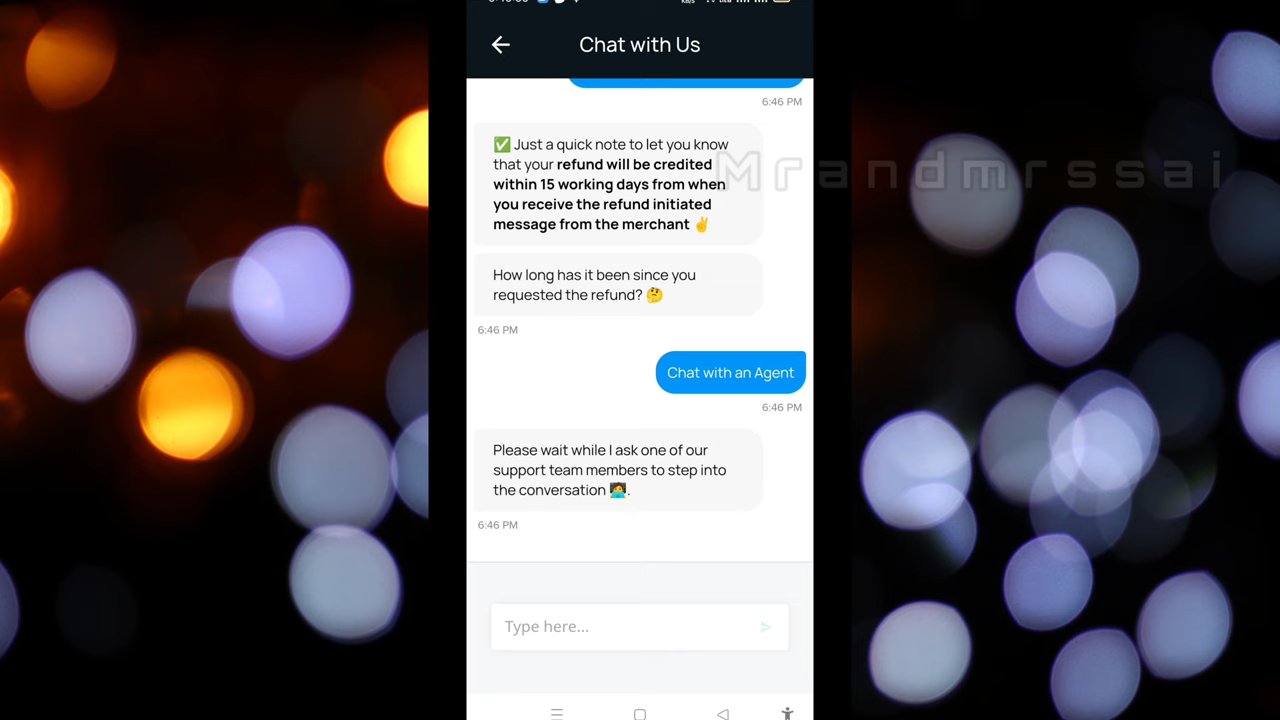 Chat with Us
6:46 PM
✅ Just a quick note to let you know
that your refund will be credited
within 15 working days from when
you receive the refund initiated
message from the merchant ✌️
Mrandmrssai
How long has it been since you
requested the refund? 🤔
6:46 PM
Chat with an Agent
6:46 PM
Please wait while I ask one of our
support team members to step into
the conversation 🧑‍💻.
6:46 PM
Type here...